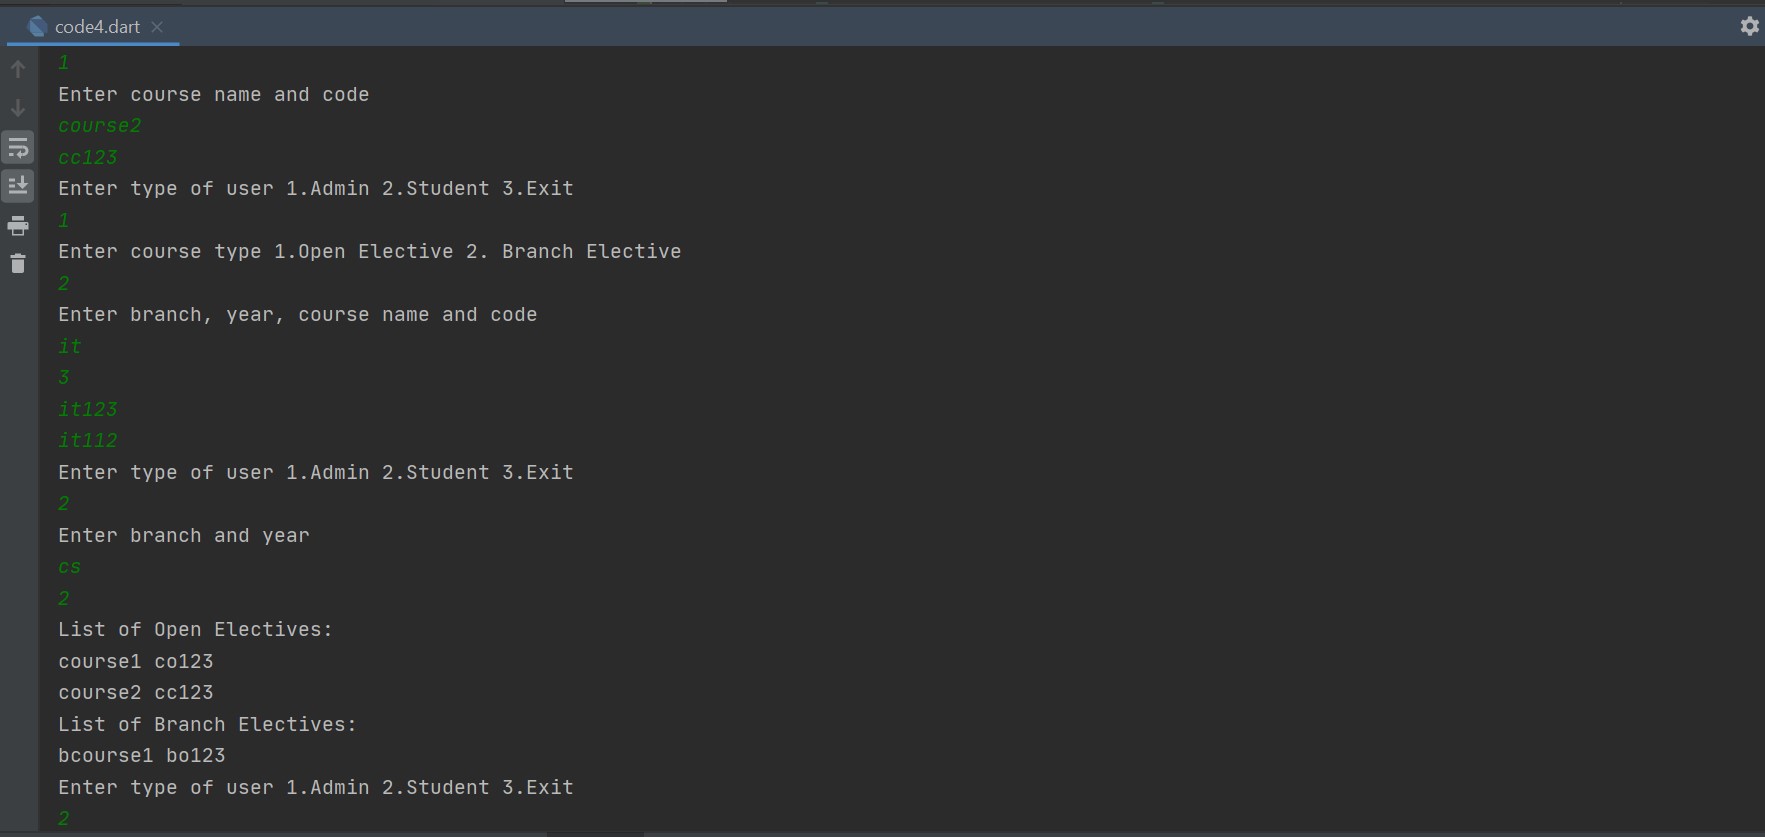 code4.dart
1
Enter course name and code
course2
cc123
Enter type of user 1.Admin 2.Student 3.Exit
1
Enter course type 1.Open Elective 2. Branch Elective
2
Enter branch, year, course name and code
it
3
it123
it112
Enter type of user 1.Admin 2.Student 3.Exit
2
Enter branch and year
cs
2
List of Open Electives:
course1 co123
course2 cc123
List of Branch Electives:
bcourse1 bo123
Enter type of user 1.Admin 2.Student 3.Exit
2